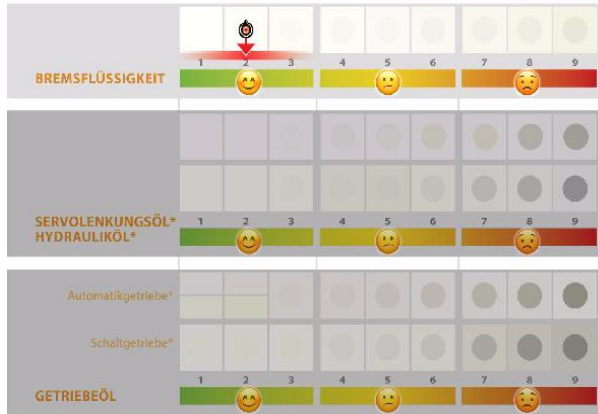 1 2 3 4 5 6 7 8 9
BREMSFLÜSSIGKEIT
1 2 3 4 5 6 7 8 9
SERVOLENKUNGSÖL*
HYDRAULIKÖL*
Automatikgetriebe*
Schaltgetriebe*
1 2 3 4 5 6 7 8 9
GETRIEBEÖL